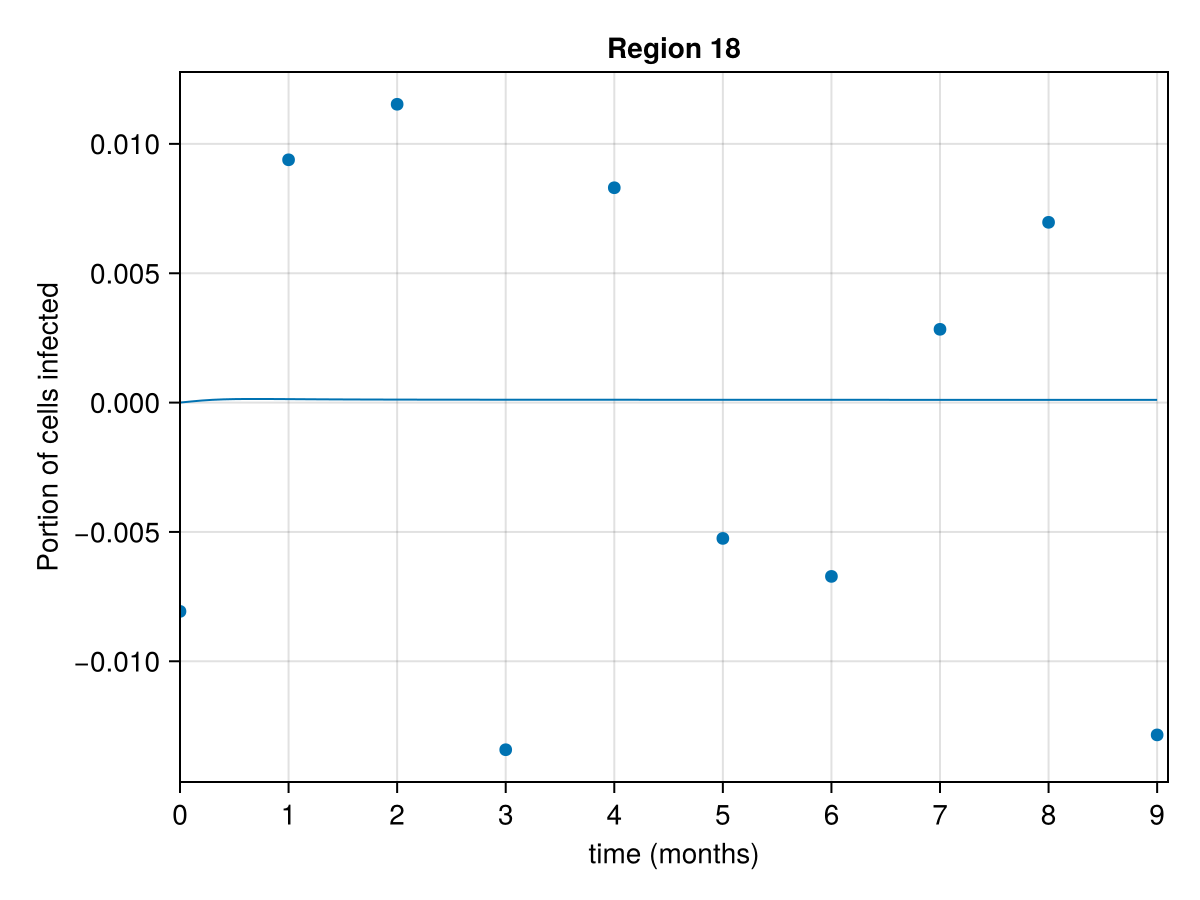 Region 18
Portion of cells infected
0.010
0.005
0.000
−0.005
−0.010
0 1 2 3 4 5 6 7 8 9
time (months)